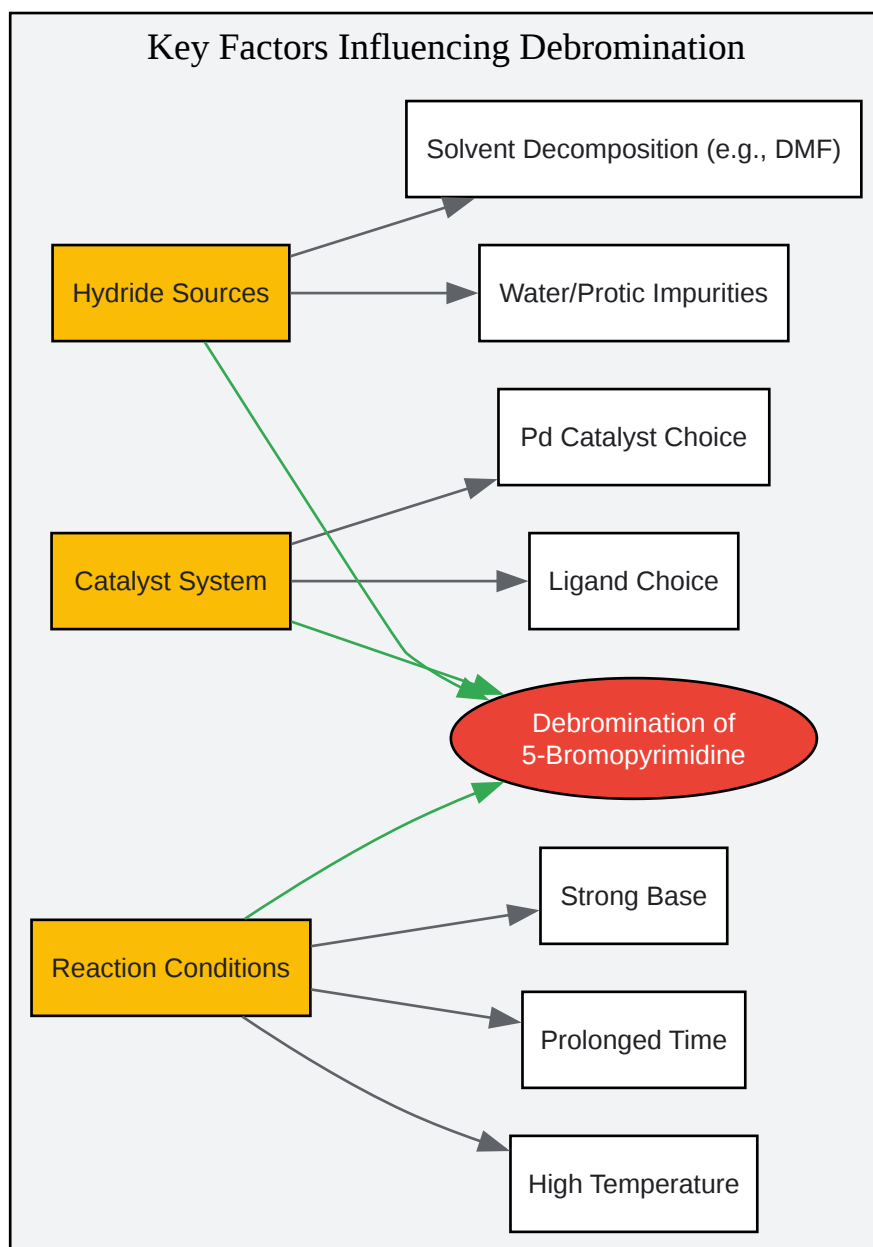 Key Factors Influencing Debromination
Solvent Decomposition (e.g., DMF)
Hydride Sources
Water/Protic Impurities
Pd Catalyst Choice
Catalyst System
Ligand Choice
Debromination of
5-Bromopyrimidine
Strong Base
Reaction Conditions
Prolonged Time
High Temperature